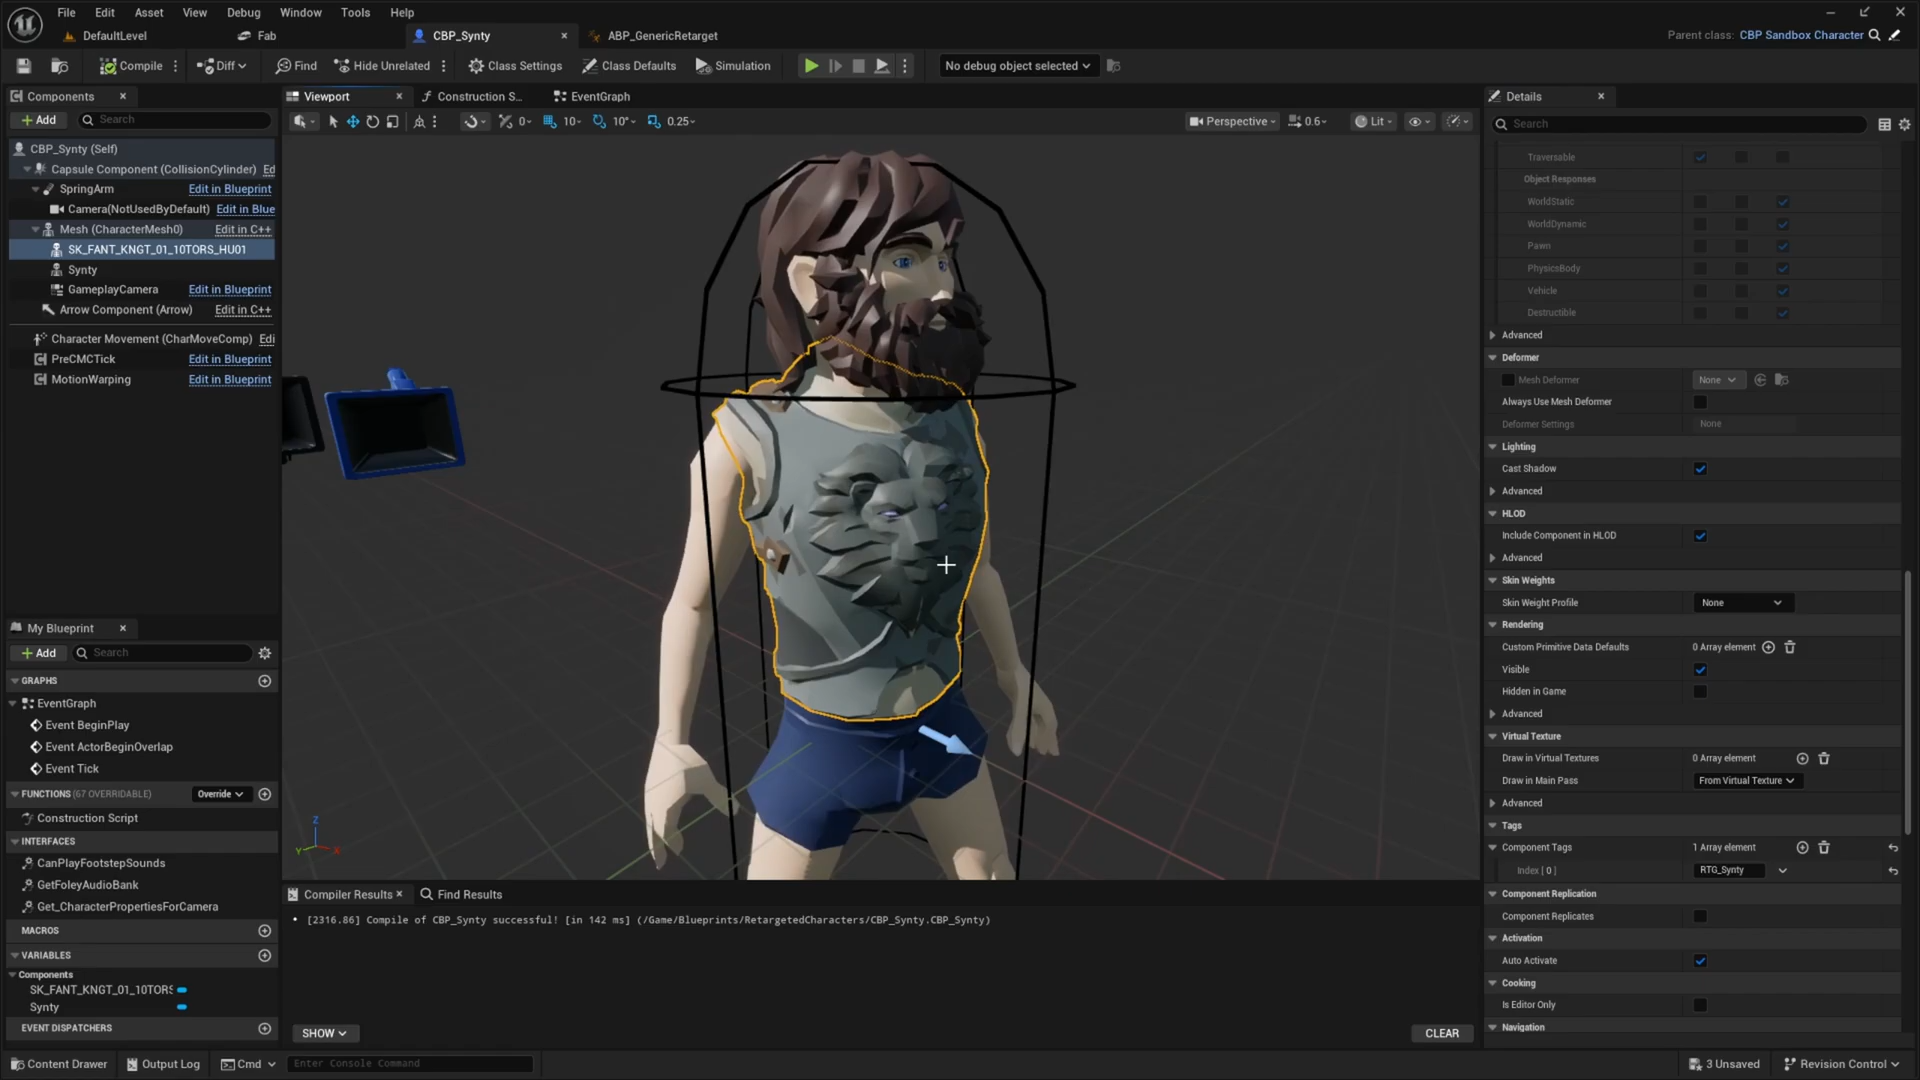 File Edit Asset View Debug Window Tools Help
DefaultLevel Fab CBP_Synty ABP_GenericRetarget Parent class: CBP Sandbox Character
Compile Diff Find Hide Unrelated Class Settings Class Defaults Simulation No debug object selected
Components Viewport Construction S... EventGraph Details
Add Search 0 10 10° 0.25 Perspective 0.6 Lit Search
CBP_Synty (Self)
Capsule Component (CollisionCylinder) Ed
SpringArm Edit in Blueprint
Camera(NotUsedByDefault) Edit in Blue
Mesh (CharacterMesh0) Edit in C++
SK_FANT_KNGT_01_10TORS_HU01
Synty
GameplayCamera Edit in Blueprint
Arrow Component (Arrow) Edit in C++
Character Movement (CharMoveComp) Edi
PreCMCTick Edit in Blueprint
MotionWarping Edit in Blueprint
My Blueprint
Add Search
GRAPHS
EventGraph
Event BeginPlay
Event ActorBeginOverlap
Event Tick
FUNCTIONS (67 OVERRIDABLE) Override
Construction Script
INTERFACES
CanPlayFootstepSounds
GetFoleyAudioBank
Get_CharacterPropertiesForCamera
MACROS
VARIABLES
Components
SK_FANT_KNGT_01_10TORS
Synty
EVENT DISPATCHERS
Z
Y X
Compiler Results Find Results
[2316.86] Compile of CBP_Synty successful! [in 142 ms] (/Game/Blueprints/RetargetedCharacters/CBP_Synty.CBP_Synty)
SHOW CLEAR
Traversable
Object Responses
WorldStatic
WorldDynamic
Pawn
PhysicsBody
Vehicle
Destructible
Advanced
Deformer
Mesh Deformer None
Always Use Mesh Deformer
Deformer Settings None
Lighting
Cast Shadow
Advanced
HLOD
Include Component in HLOD
Advanced
Skin Weights
Skin Weight Profile None
Rendering
Custom Primitive Data Defaults 0 Array element
Visible
Hidden in Game
Advanced
Virtual Texture
Draw in Virtual Textures 0 Array element
Draw in Main Pass From Virtual Texture
Advanced
Tags
Component Tags 1 Array element
Index [ 0 ] RTG_Synty
Component Replication
Component Replicates
Activation
Auto Activate
Cooking
Is Editor Only
Navigation
Content Drawer Output Log Cmd Enter Console Command 3 Unsaved Revision Control